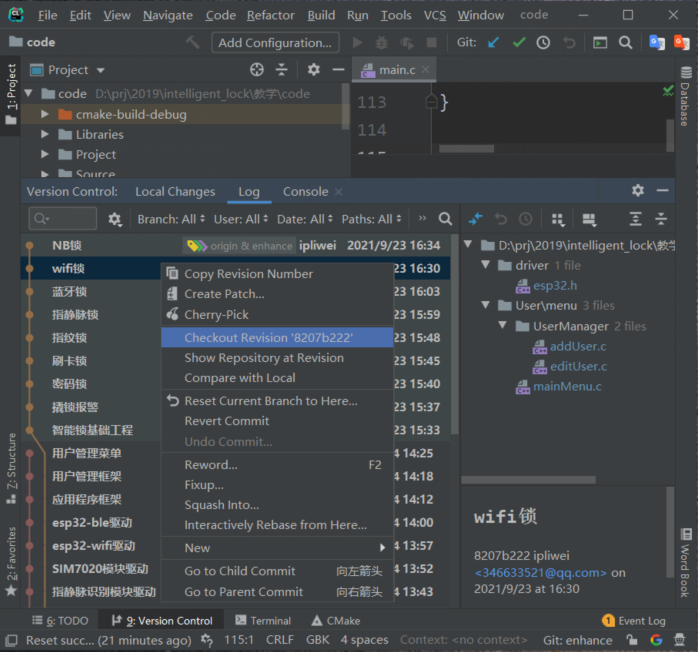 File Edit View Navigate Code Refactor Build Run Tools VCS Window code
code Add Configuration... Git:
1: Project
Project
main.c
Database
code D:\prj\2019\intelligent_lock\教学\code
cmake-build-debug
Libraries
Project
Source
113 }
114
Version Control: Local Changes Log Console
Branch: All User: All Date: All Paths: All
NB锁 origin & enhance ipliwei 2021/9/23 16:34
wifi锁 23 16:30
蓝牙锁 23 16:03
指静脉锁 23 15:59
指纹锁 23 15:48
刷卡锁 23 15:45
密码锁 23 15:40
撬锁报警 23 15:37
智能锁基础工程 23 15:33
用户管理菜单 4 14:25
用户管理框架 4 14:18
应用程序框架 4 14:12
esp32-ble驱动 4 14:00
esp32-wifi驱动 4 13:57
SIM7020模块驱动 4 13:52
指静脉识别模块驱动 4 13:43
Copy Revision Number
Create Patch...
Cherry-Pick
Checkout Revision '8207b222'
Show Repository at Revision
Compare with Local
Reset Current Branch to Here...
Revert Commit
Undo Commit...
Reword... F2
Fixup...
Squash Into...
Interactively Rebase from Here...
New
Go to Child Commit 向左箭头
Go to Parent Commit 向右箭头
D:\prj\2019\intelligent_lock\教学
driver 1 file
esp32.h
User\menu 3 files
UserManager 2 files
addUser.c
editUser.c
mainMenu.c
wifi锁
8207b222 ipliwei
<346633521@qq.com> on
2021/9/23 at 16:30
Z: Structure
2: Favorites
Word Book
6: TODO 9: Version Control Terminal CMake 1 Event Log
Reset succ... (21 minutes ago) 115:1 CRLF GBK 4 spaces Context: <no context> Git: enhance